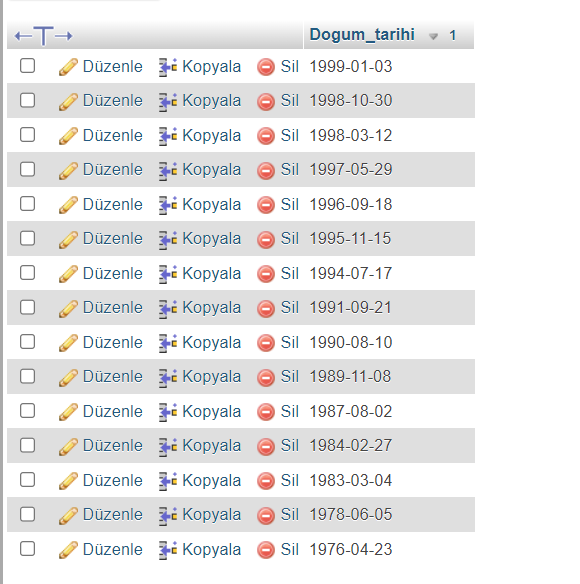 Dogum_tarihi 1
Düzenle Kopyala Sil 1999-01-03
Düzenle Kopyala Sil 1998-10-30
Düzenle Kopyala Sil 1998-03-12
Düzenle Kopyala Sil 1997-05-29
Düzenle Kopyala Sil 1996-09-18
Düzenle Kopyala Sil 1995-11-15
Düzenle Kopyala Sil 1994-07-17
Düzenle Kopyala Sil 1991-09-21
Düzenle Kopyala Sil 1990-08-10
Düzenle Kopyala Sil 1989-11-08
Düzenle Kopyala Sil 1987-08-02
Düzenle Kopyala Sil 1984-02-27
Düzenle Kopyala Sil 1983-03-04
Düzenle Kopyala Sil 1978-06-05
Düzenle Kopyala Sil 1976-04-23